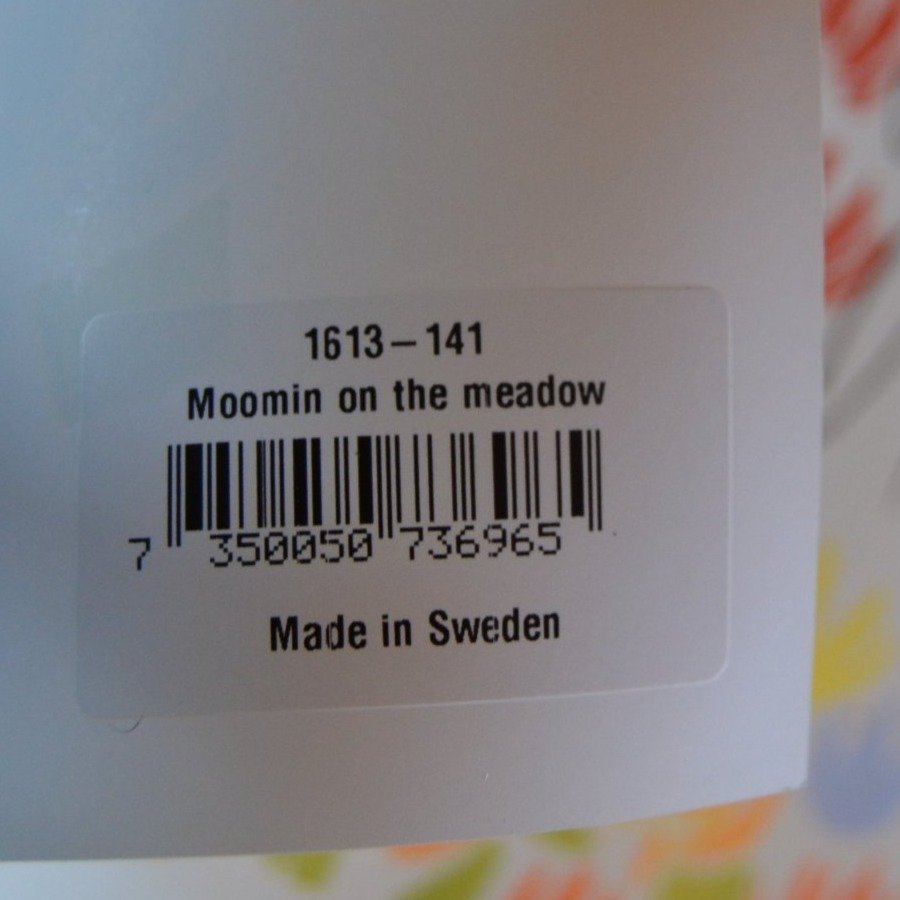 1613-141
Moomin on the meadow
7 350050 736965
Made in Sweden